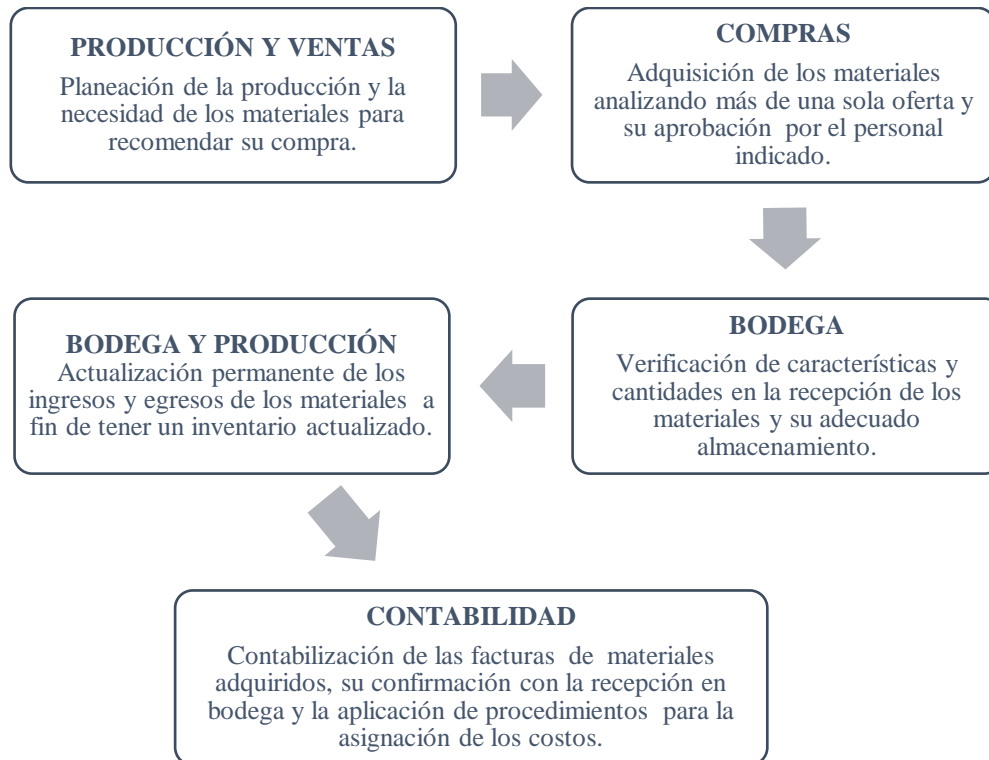 PRODUCCIÓN Y VENTAS
Planeación de la producción y la
necesidad de los materiales para
recomendar su compra.
COMPRAS
Adquisición de los materiales
analizando más de una sola oferta y
su aprobación por el personal
indicado.
BODEGA
Verificación de características y
cantidades en la recepción de los
materiales y su adecuado
almacenamiento.
BODEGA Y PRODUCCIÓN
Actualización permanente de los
ingresos y egresos de los materiales a
fin de tener un inventario actualizado.
CONTABILIDAD
Contabilización de las facturas de materiales
adquiridos, su confirmación con la recepción en
bodega y la aplicación de procedimientos para la
asignación de los costos.